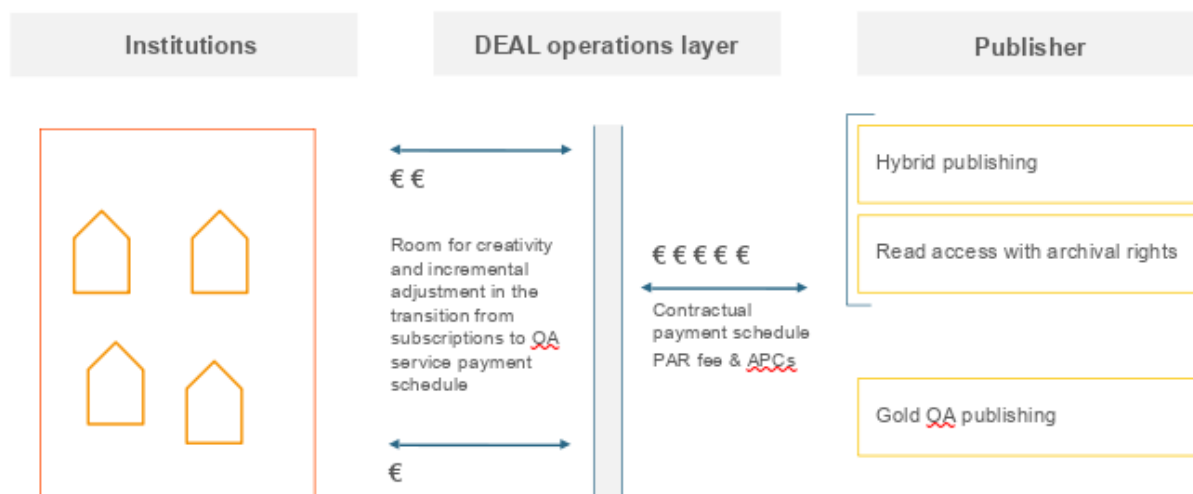 Institutions
DEAL operations layer
Publisher
€ €
Room for creativity
and incremental
adjustment in the
transition from
subscriptions to OA
service payment
schedule
€
€ € € € €
Contractual
payment schedule
PAR fee & APCs
Hybrid publishing
Read access with archival rights
Gold OA publishing